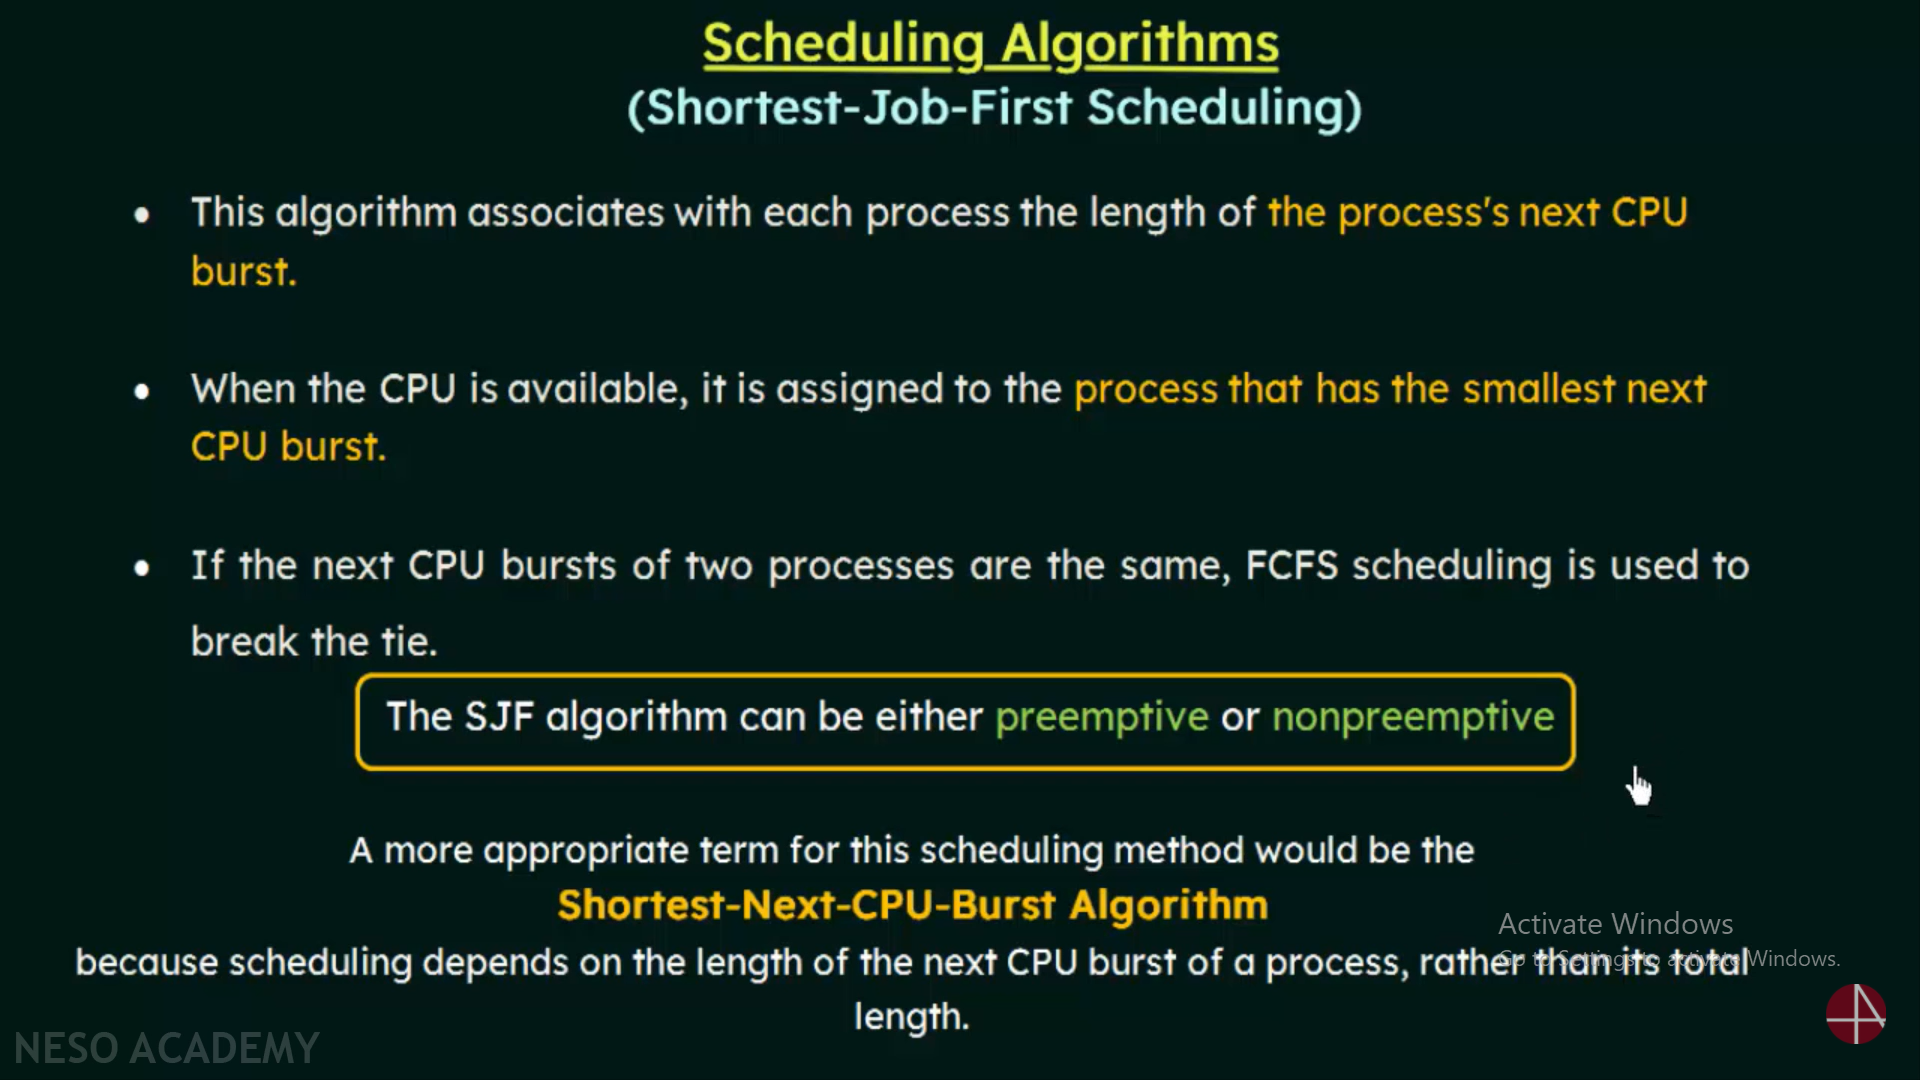 Scheduling Algorithms
(Shortest-Job-First Scheduling)
• This algorithm associates with each process the length of the process's next CPU
burst.
• When the CPU is available, it is assigned to the process that has the smallest next
CPU burst.
• If the next CPU bursts of two processes are the same, FCFS scheduling is used to
break the tie.
The SJF algorithm can be either preemptive or nonpreemptive
A more appropriate term for this scheduling method would be the
Shortest-Next-CPU-Burst Algorithm
because scheduling depends on the length of the next CPU burst of a process, rather than its total
length.
Activate Windows
Go to Settings to activate Windows.
NESO ACADEMY